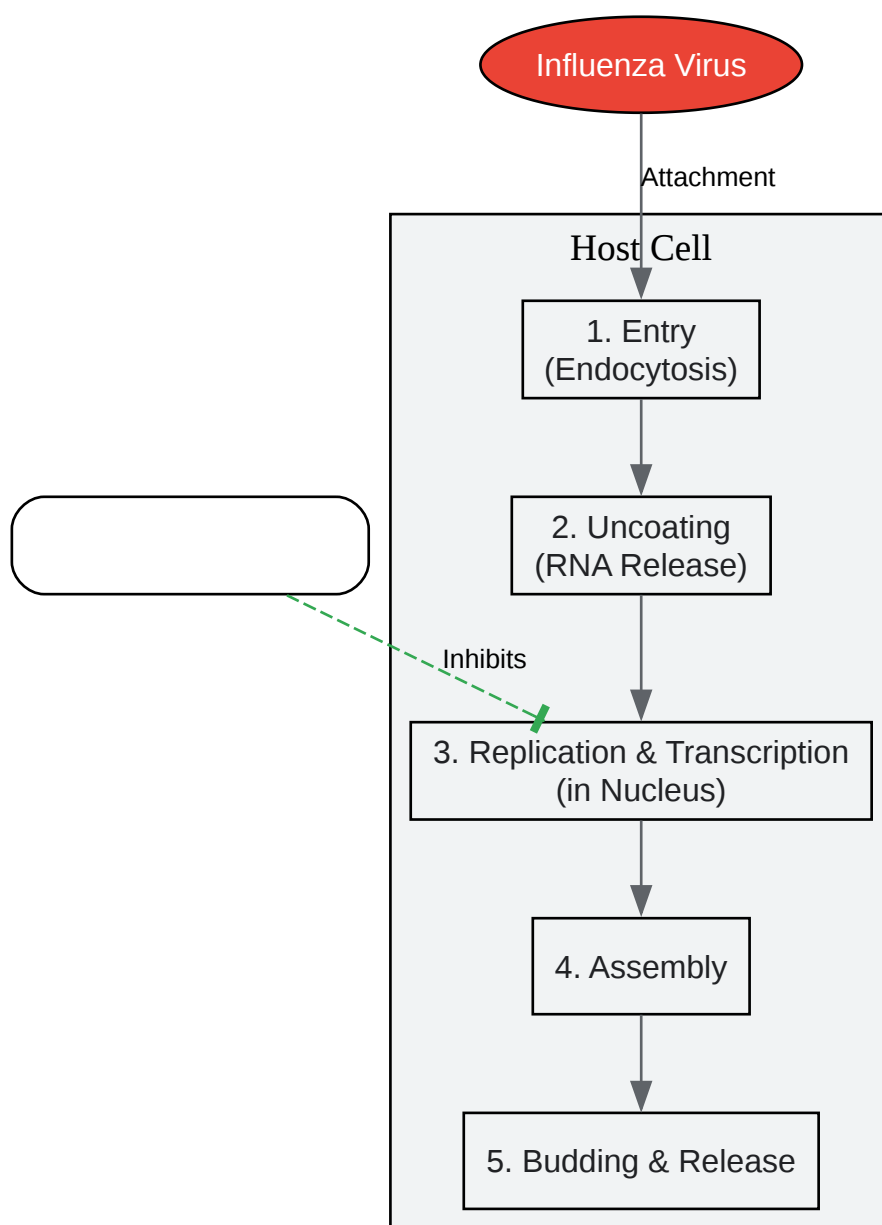 Influenza Virus
Attachment
Host Cell
1. Entry
(Endocytosis)
2. Uncoating
(RNA Release)
Inhibits
3. Replication & Transcription
(in Nucleus)
4. Assembly
5. Budding & Release